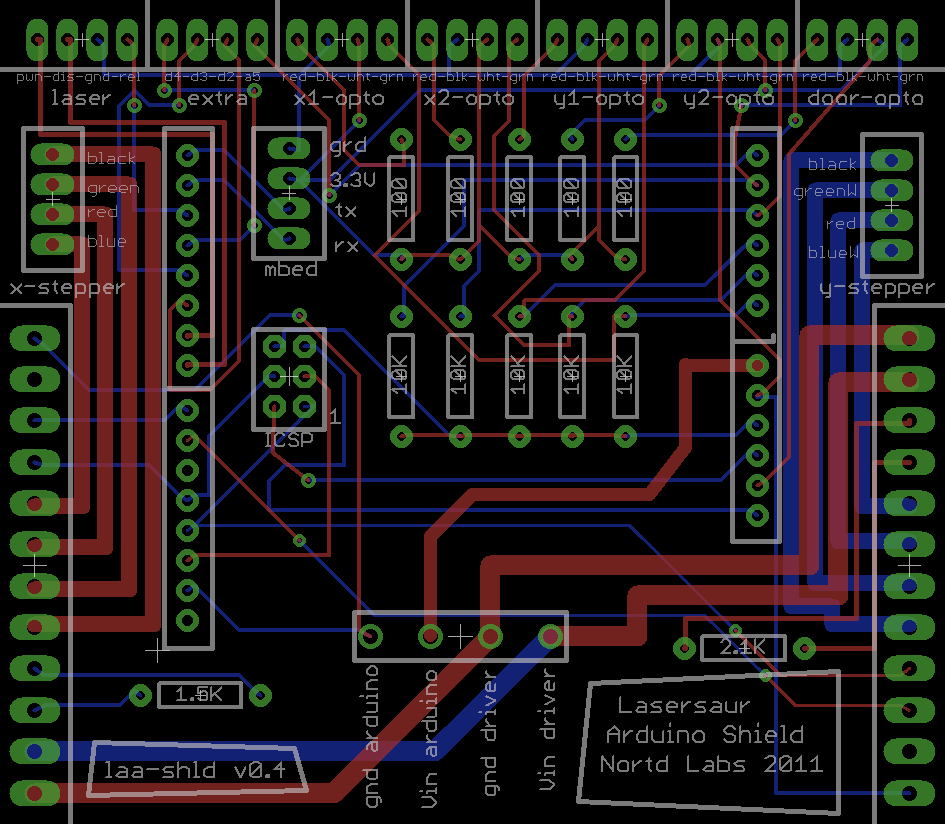 pun-dis-gnd-rel
d4-d3-d2-a5
red-blk-wht-grn
red-blk-wht-grn
red-blk-wht-grn
red-blk-wht-grn
red-blk-wht-grn
laser
extra
x1-opto
x2-opto
y1-opto
y2-opto
door-opto
black
green
red
blue
x-stepper
grd
3.3V
tx
rx
mbed
100
100
100
100
100
black
greenW
red
blueW
y-stepper
ICSP
1
10K
10K
10K
10K
10K
1.5K
2.1K
laa-shld v0.4
gnd arduino
Vin arduino
gnd driver
Vin driver
Lasersaur
Arduino Shield
Nortd Labs 2011